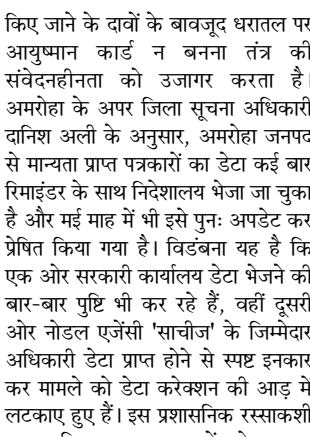 किए जाने के दावों के बावजूद धरातल पर
आयुष्मान कार्ड न बनना तंत्र की
संवेदनहीनता को उजागर करता है।
अमरोहा के अपर जिला सूचना अधिकारी
दानिश अली के अनुसार, अमरोहा जनपद
से मान्यता प्राप्त पत्रकारों का डेटा कई बार
रिमाइंडर के साथ निदेशालय भेजा जा चुका
है और मई माह में भी इसे पुनः अपडेट कर
प्रेषित किया गया है। विडंबना यह है कि
एक ओर सरकारी कार्यालय डेटा भेजने की
बार-बार पुष्टि भी कर रहे हैं, वहीं दूसरी
ओर नोडल एजेंसी 'साचीज' के जिम्मेदार
अधिकारी डेटा प्राप्त होने से स्पष्ट इनकार
कर मामले को डेटा करेक्शन की आड़ में
लटकाए हुए हैं। इस प्रशासनिक रस्साकशी